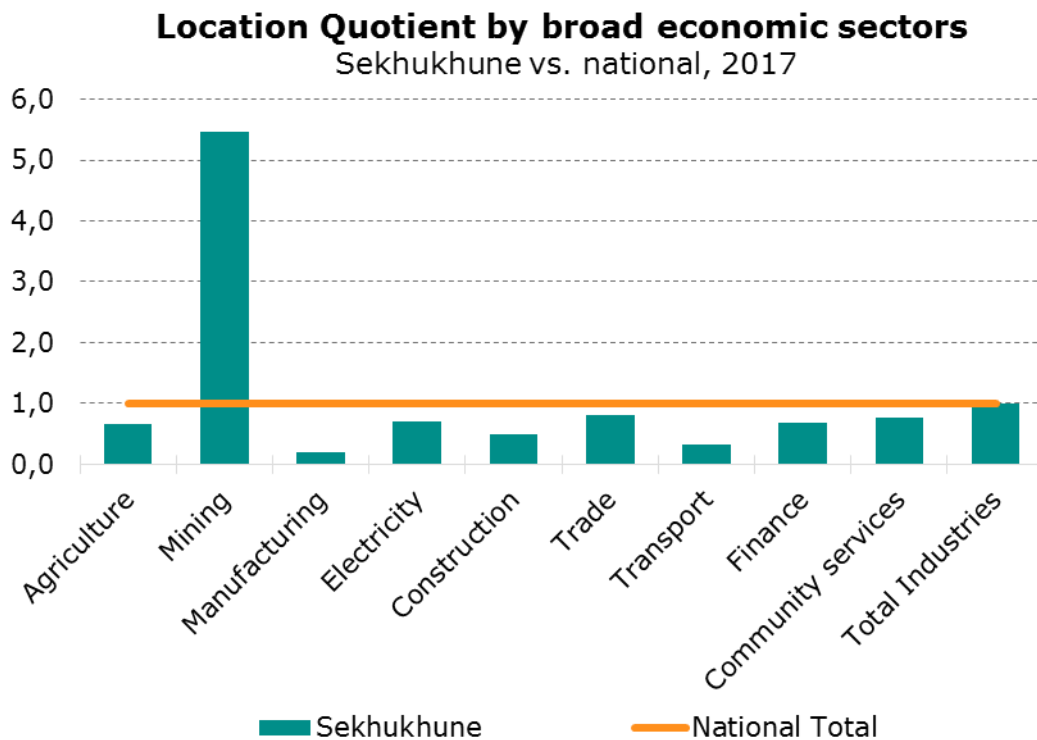 Location Quotient by broad economic sectors
Sekhukhune vs. national, 2017
6,0
5,0
4,0
3,0
2,0
1,0
0,0
Agriculture
Mining
Manufacturing
Electricity
Construction
Trade
Transport
Finance
Community services
Total Industries
Sekhukhune
National Total